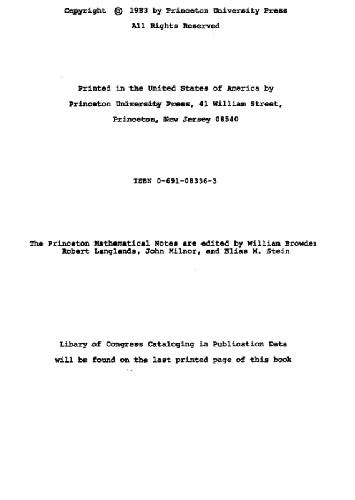 Copyright © 1983 by Princeton University Press
All Rights Reserved
Printed in the United States of America by
Princeton University Press, 41 William Street,
Princeton, New Jersey 08540
ISBN 0-691-08336-3
The Princeton Mathematical Notes are edited by William Browder
Robert Langlands, John Milnor, and Elias M. Stein
Libary of Congress Cataloging in Publication Data
will be found on the last printed page of this book